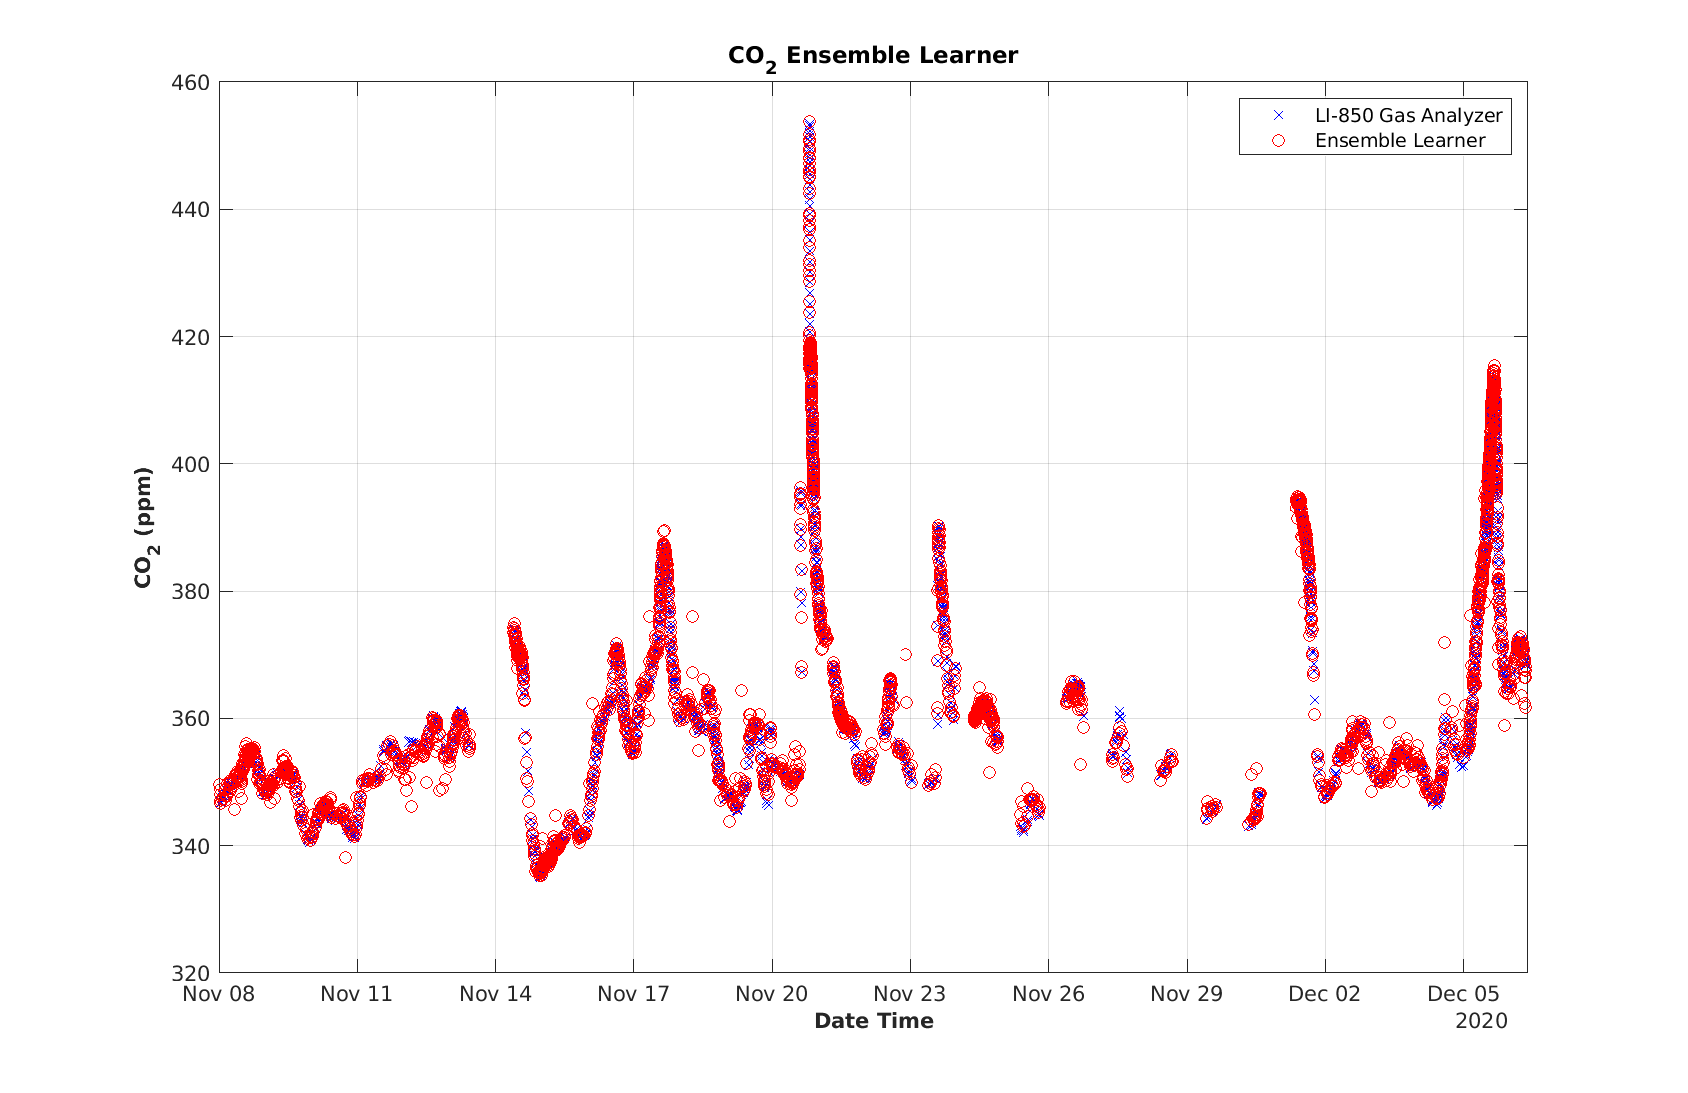 CO2 Ensemble Learner
LI-850 Gas Analyzer
Ensemble Learner
CO2 (ppm)
460
440
420
400
380
360
340
320
Nov 08 Nov 11 Nov 14 Nov 17 Nov 20 Nov 23 Nov 26 Nov 29 Dec 02 Dec 05
2020
Date Time